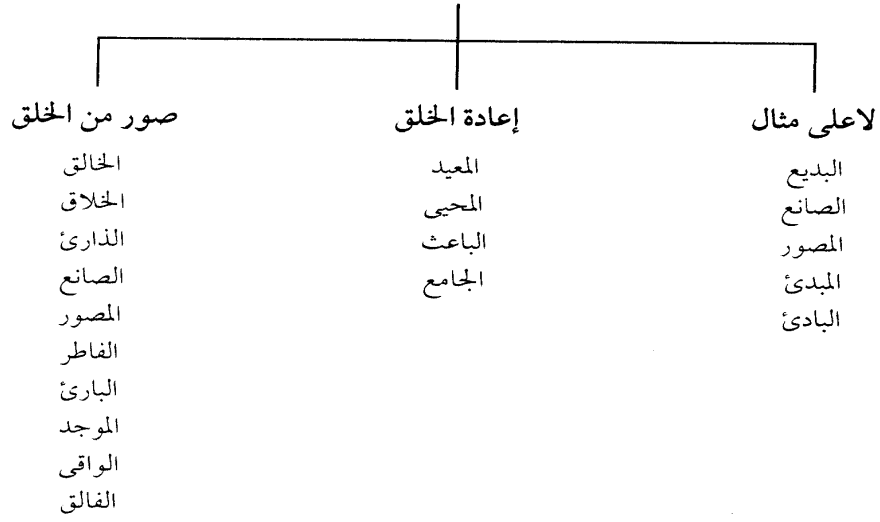 لاعلى مثال
البديع
الصانع
المصور
المبدئ
البادئ
إعادة الخلق
المعيد
المحيى
الباعث
الجامع
صور من الخلق
الخالق
الخلاق
الذارئ
الصانع
المصور
الفاطر
البارئ
الموجد
الواقى
الفالق